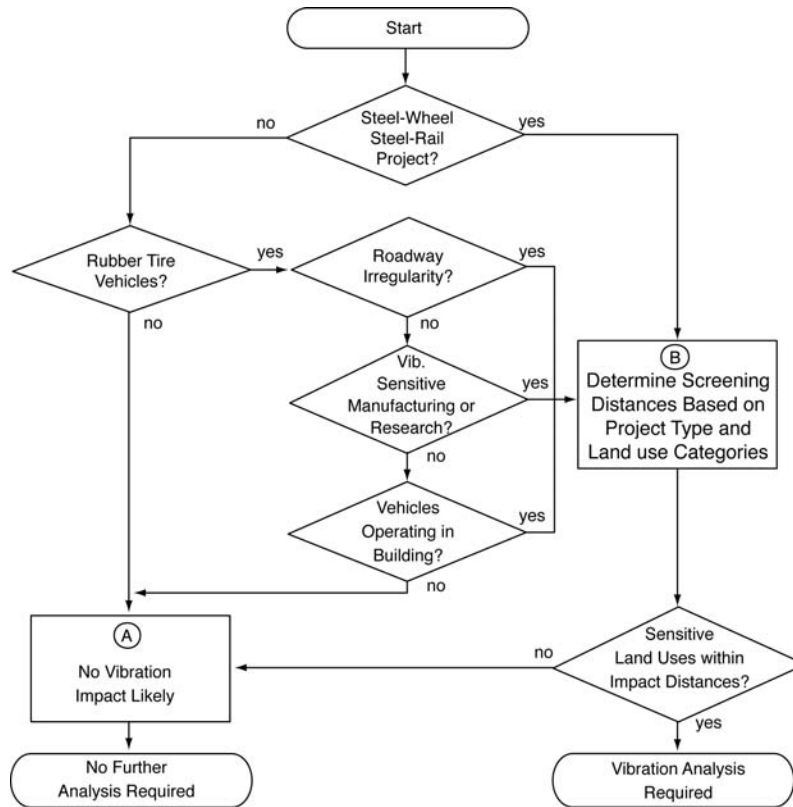 Start
Steel-Wheel
Steel-Rail
Project?
no
yes
Rubber Tire
Vehicles?
yes
no
Roadway
Irregularity?
yes
no
Vib.
Sensitive
Manufacturing or
Research?
yes
no
Vehicles
Operating in
Building?
yes
no
B
Determine Screening
Distances Based on
Project Type and
Land use Categories
Sensitive
Land Uses within
Impact Distances?
no
yes
A
No Vibration
Impact Likely
No Further
Analysis Required
Vibration Analysis
Required